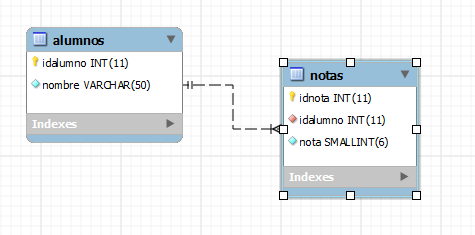 alumnos
idalumno INT(11)
nombre VARCHAR(50)
Indexes
notas
idnota INT(11)
idalumno INT(11)
nota SMALLINT(6)
Indexes